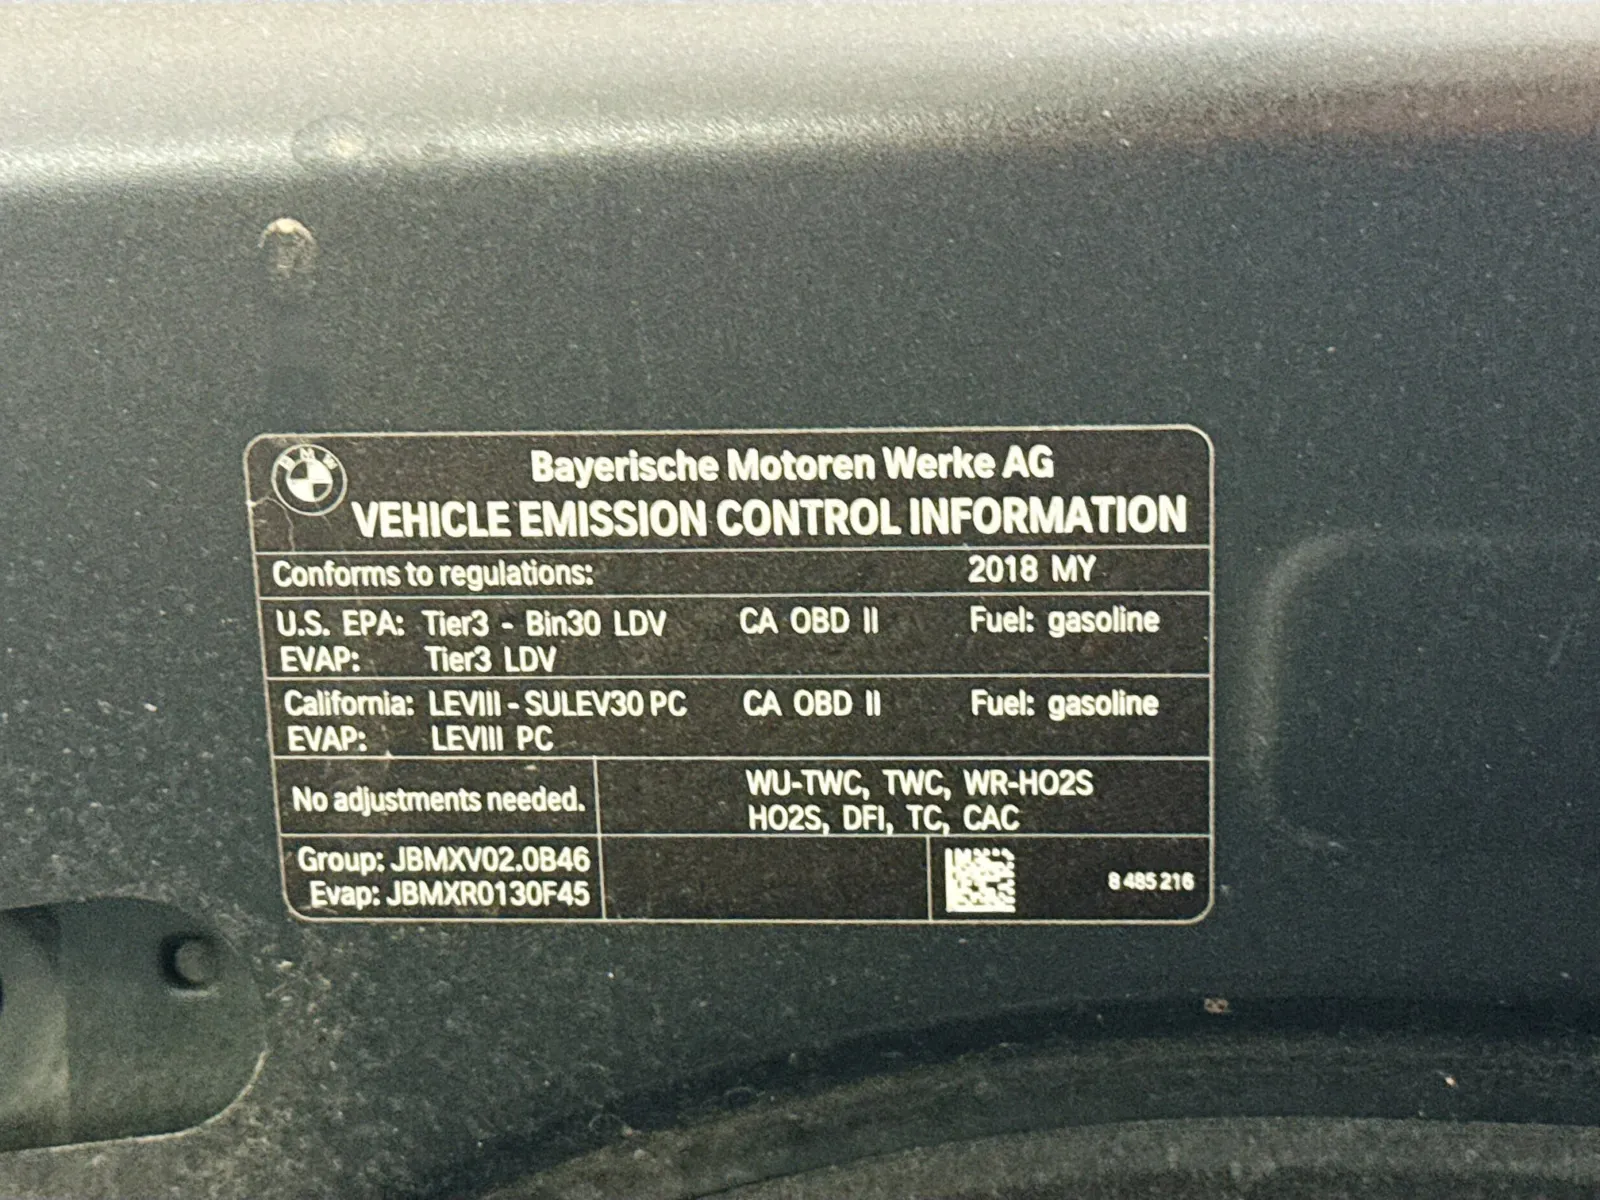 BMW
Bayerische Motoren Werke AG
VEHICLE EMISSION CONTROL INFORMATION
Conforms to regulations: 2018 MY
U.S. EPA: Tier3 - Bin30 LDV CA OBD II Fuel: gasoline
EVAP: Tier3 LDV
California: LEVIII - SULEV30 PC CA OBD II Fuel: gasoline
EVAP: LEVIII PC
No adjustments needed.
WU-TWC, TWC, WR-HO2S
HO2S, DFI, TC, CAC
Group: JBMXV02.0B46
Evap: JBMXR0130F45
8 485 216